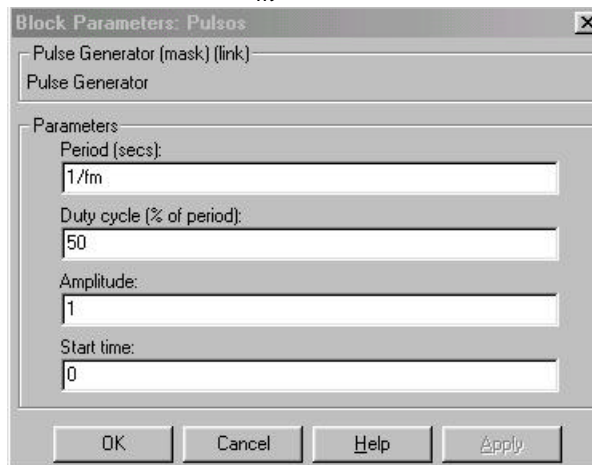 Block Parameters: Pulsos
Pulse Generator (mask) (link)
Pulse Generator
Parameters
Period (secs):
1/fm
Duty cycle (% of period):
50
Amplitude:
1
Start time:
0
OK Cancel Help Apply